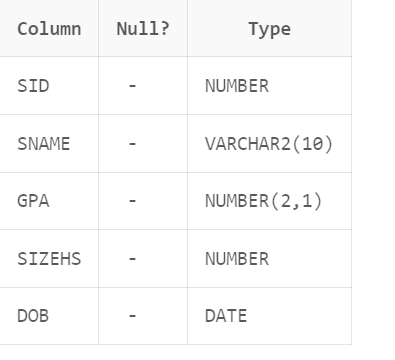 Column Null? Type
SID - NUMBER
SNAME - VARCHAR2(10)
GPA - NUMBER(2,1)
SIZEHS - NUMBER
DOB - DATE